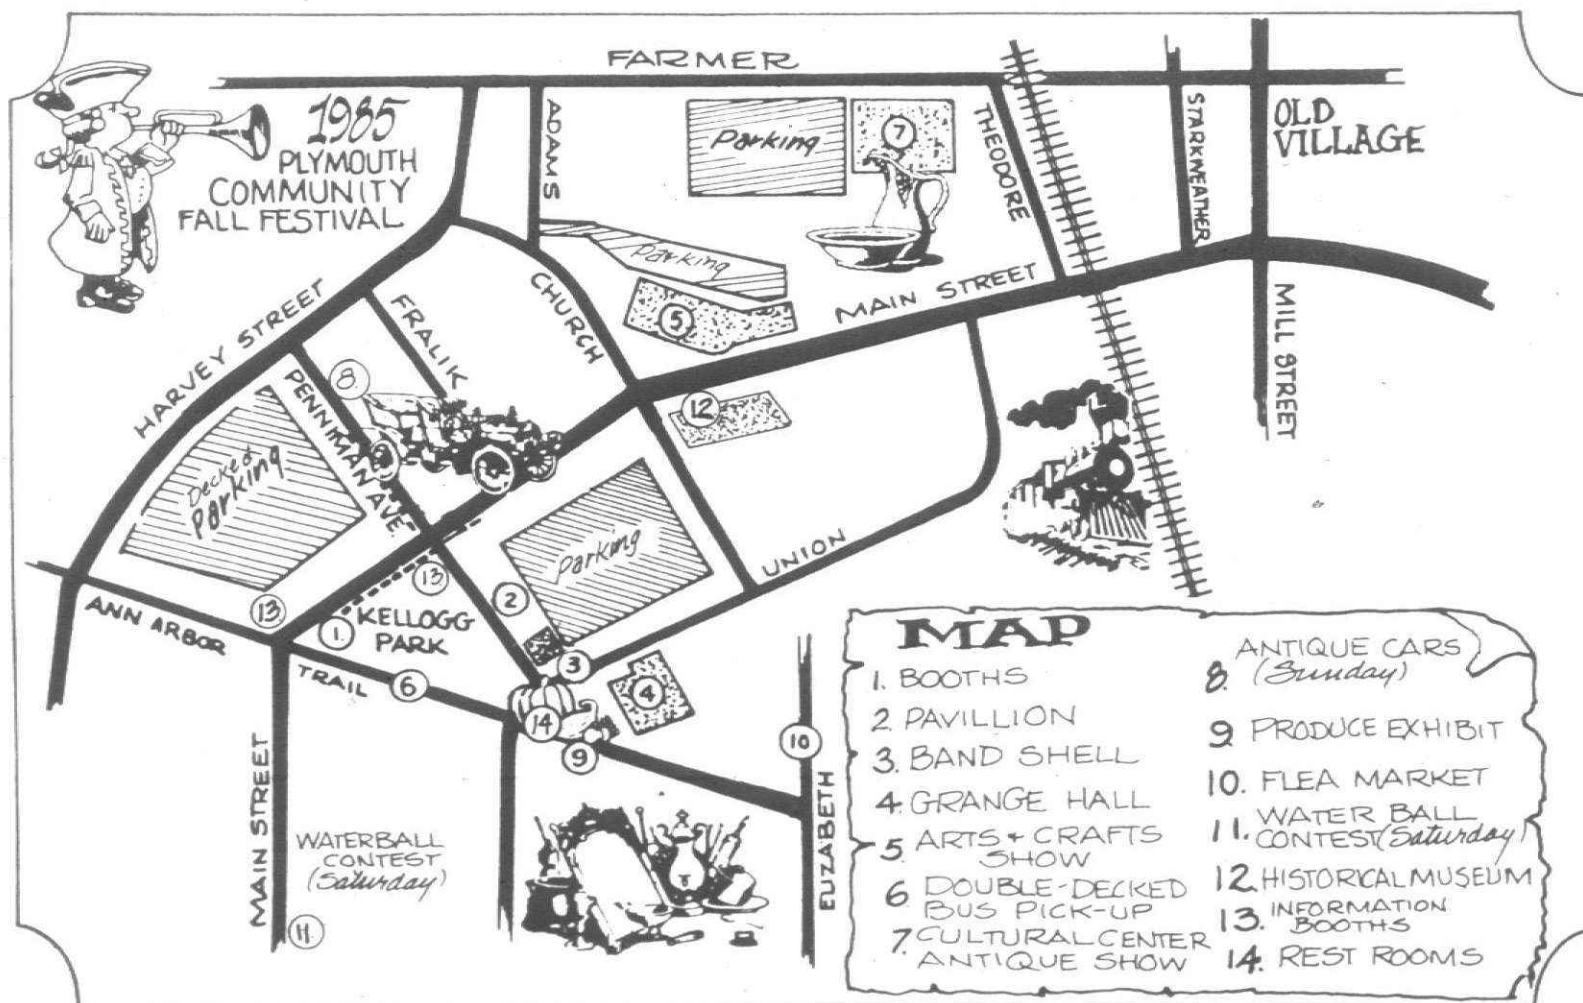 FARMER
1985
PLYMOUTH
COMMUNITY
FALL FESTIVAL
ADAMS
Parking
7
THEODORE
STARKWEATHER
OLD
VILLAGE
HARVEY STREET
FRALIK
CHURCH
Parking
5
MAIN STREET
MILL STREET
8
PENNIMAN AVE
12
Decked
Parking
Parking
UNION
13
13
2
1.
KELLOGG
PARK
ANN ARBOR
TRAIL
6
3
4
14
9
10
ELIZABETH
MAIN STREET
WATERBALL
CONTEST
(Saturday)
11.
MAP
1. BOOTHS
2. PAVILLION
3. BAND SHELL
4. GRANGE HALL
5. ARTS + CRAFTS
SHOW
6 DOUBLE-DECKED
BUS PICK-UP
7. CULTURAL CENTER
ANTIQUE SHOW
8. ANTIQUE CARS
(Sunday)
9 PRODUCE EXHIBIT
10. FLEA MARKET
11. WATER BALL
CONTEST (Saturday)
12 HISTORICAL MUSEUM
13. INFORMATION
BOOTHS
14. REST ROOMS